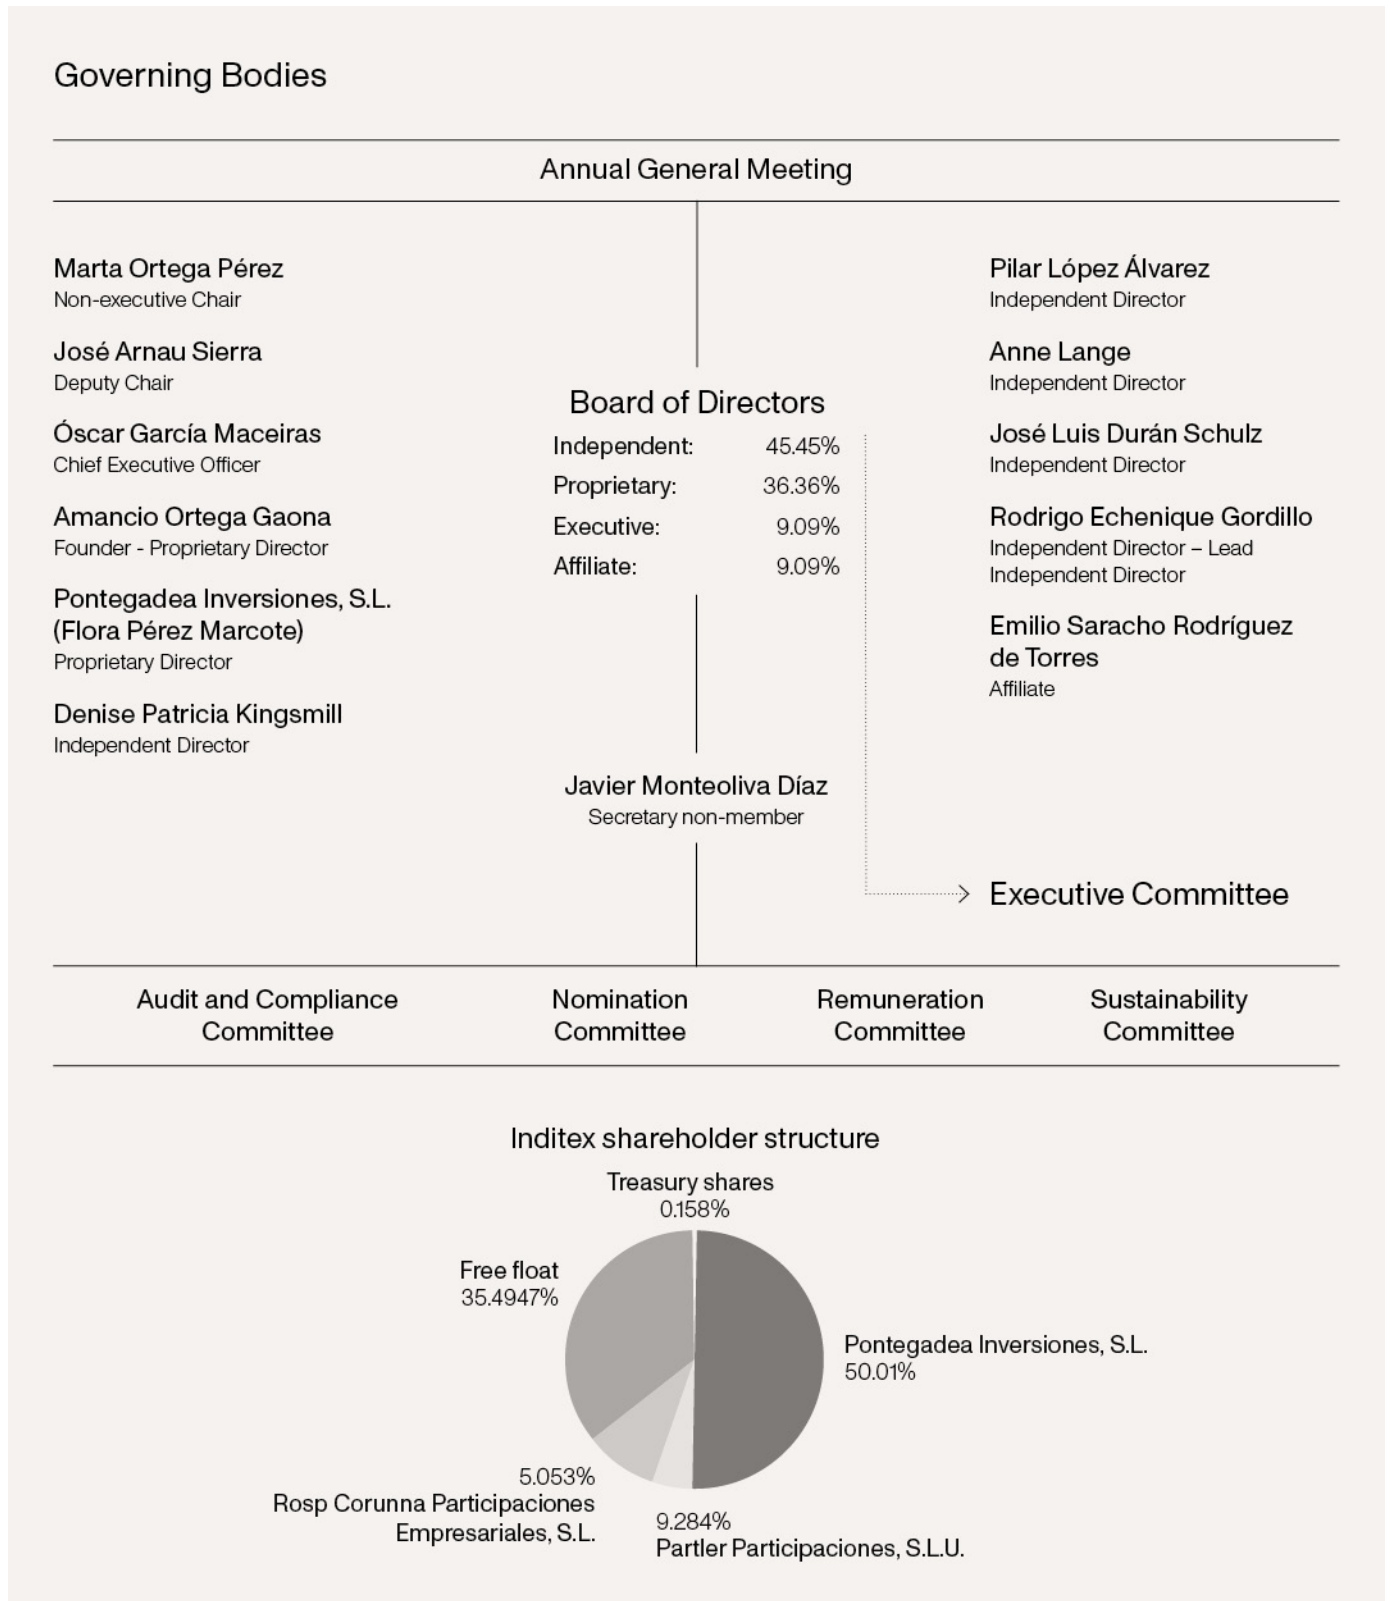 Governing Bodies
Annual General Meeting
Marta Ortega Pérez
Non-executive Chair
José Arnau Sierra
Deputy Chair
Óscar García Maceiras
Chief Executive Officer
Amancio Ortega Gaona
Founder - Proprietary Director
Pontegadea Inversiones, S.L.
(Flora Pérez Marcote)
Proprietary Director
Denise Patricia Kingsmill
Independent Director
Board of Directors
Independent: 45.45%
Proprietary: 36.36%
Executive: 9.09%
Affiliate: 9.09%
Javier Monteoliva Díaz
Secretary non-member
Pilar López Álvarez
Independent Director
Anne Lange
Independent Director
José Luis Durán Schulz
Independent Director
Rodrigo Echenique Gordillo
Independent Director – Lead
Independent Director
Emilio Saracho Rodríguez
de Torres
Affiliate
Executive Committee
Audit and Compliance
Committee
Nomination
Committee
Remuneration
Committee
Sustainability
Committee
Inditex shareholder structure
Treasury shares
0.158%
Free float
35.4947%
Pontegadea Inversiones, S.L.
50.01%
5.053%
Rosp Corunna Participaciones
Empresariales, S.L.
9.284%
Partler Participaciones, S.L.U.